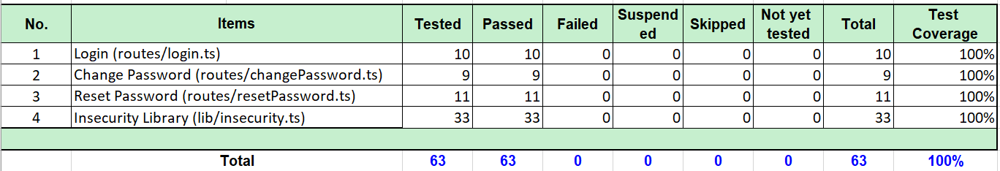 No. Items Tested Passed Failed Suspend ed Skipped Not yet tested Total Test Coverage
1 Login (routes/login.ts) 10 10 0 0 0 0 10 100%
2 Change Password (routes/changePassword.ts) 9 9 0 0 0 0 9 100%
3 Reset Password (routes/resetPassword.ts) 11 11 0 0 0 0 11 100%
4 Insecurity Library (lib/insecurity.ts) 33 33 0 0 0 0 33 100%
Total 63 63 0 0 0 0 63 100%